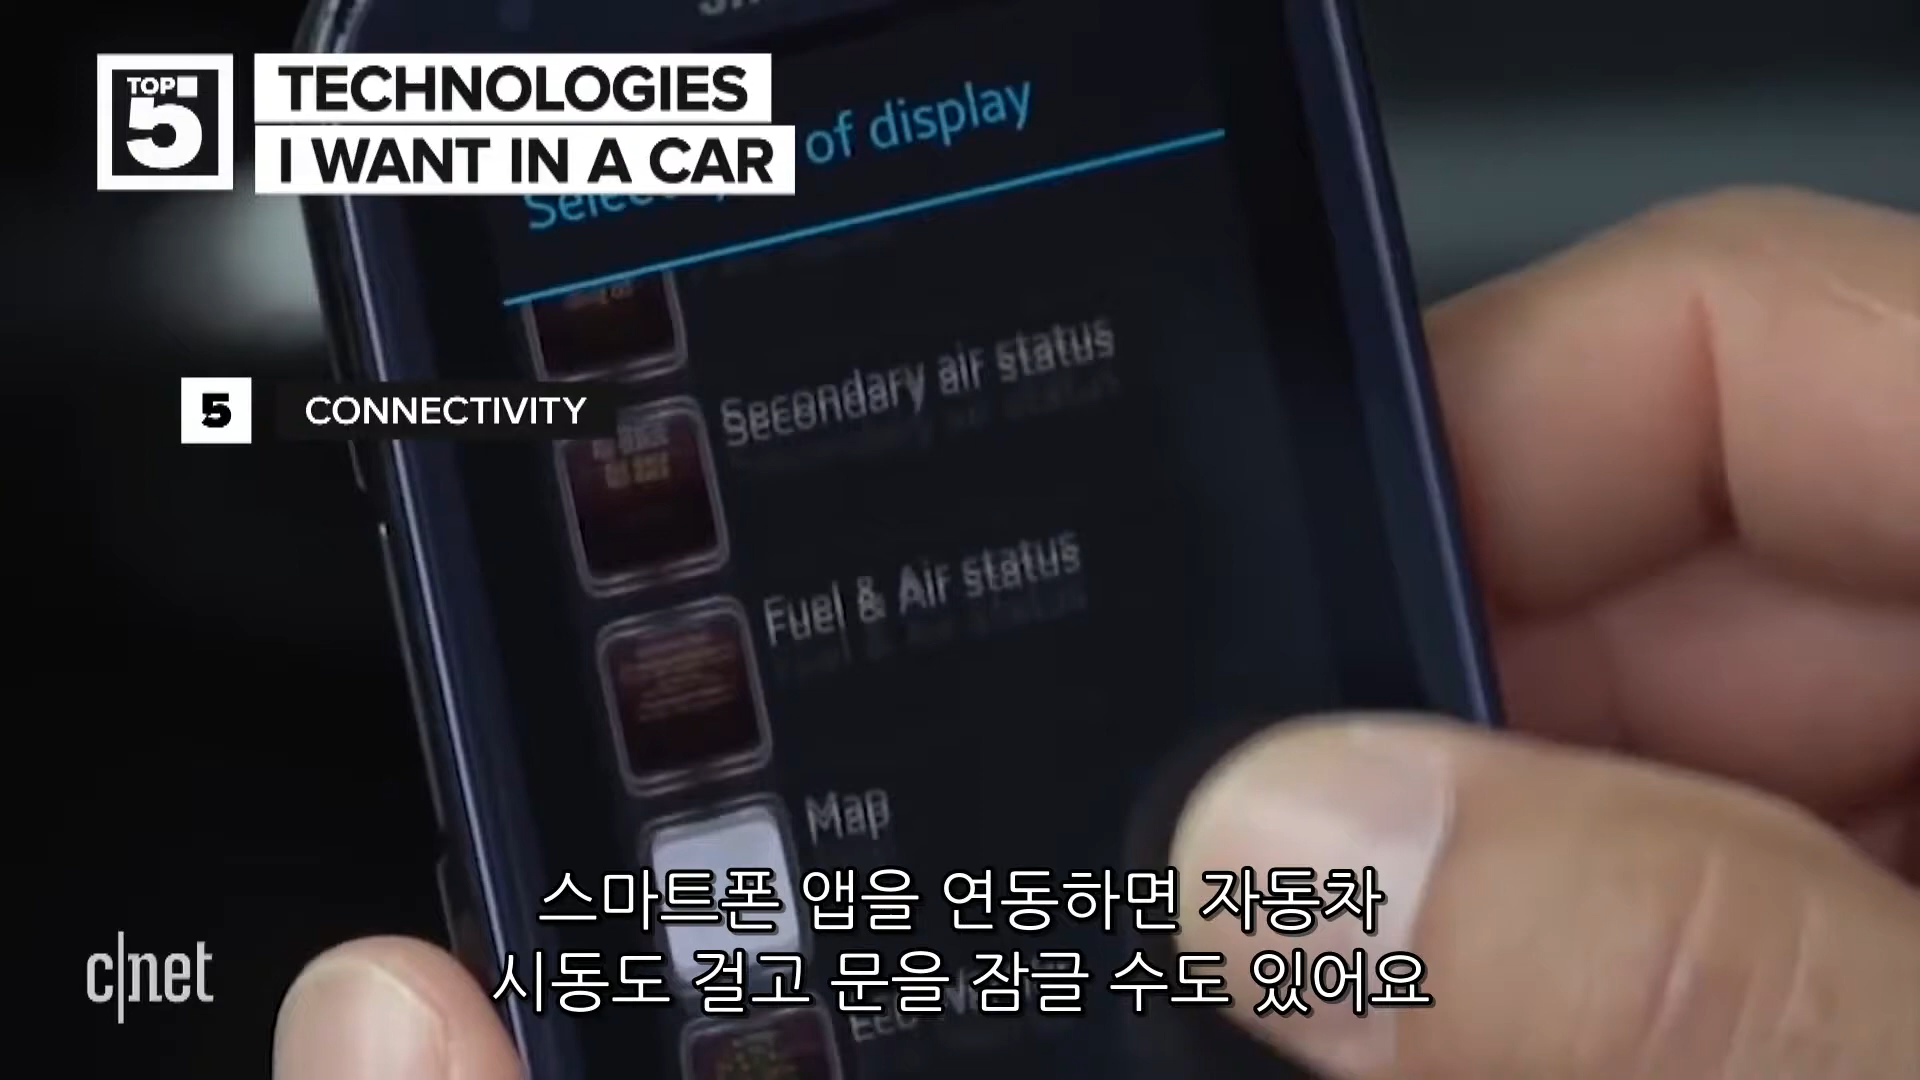 TOP
5
TECHNOLOGIES
I WANT IN A CAR
of display
5
CONNECTIVITY
Secondary air status
Fuel & Air status
Map
스마트폰 앱을 연동하면 자동차
시동도 걸고 문을 잠글 수도 있어요
c|net